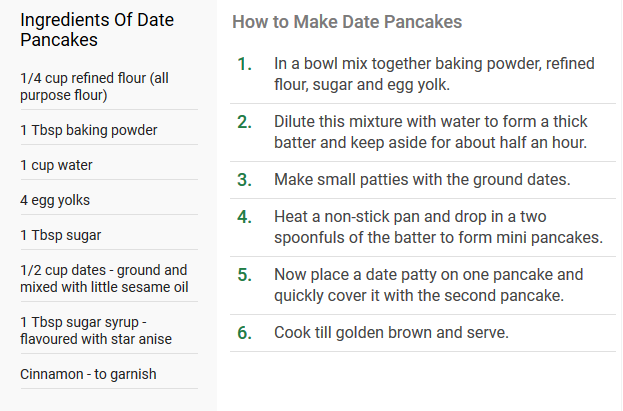 Ingredients Of Date
Pancakes
1/4 cup refined flour (all
purpose flour)
1 Tbsp baking powder
1 cup water
4 egg yolks
1 Tbsp sugar
1/2 cup dates - ground and
mixed with little sesame oil
1 Tbsp sugar syrup -
flavoured with star anise
Cinnamon - to garnish
How to Make Date Pancakes
1. In a bowl mix together baking powder, refined
flour, sugar and egg yolk.
2. Dilute this mixture with water to form a thick
batter and keep aside for about half an hour.
3. Make small patties with the ground dates.
4. Heat a non-stick pan and drop in a two
spoonfuls of the batter to form mini pancakes.
5. Now place a date patty on one pancake and
quickly cover it with the second pancake.
6. Cook till golden brown and serve.